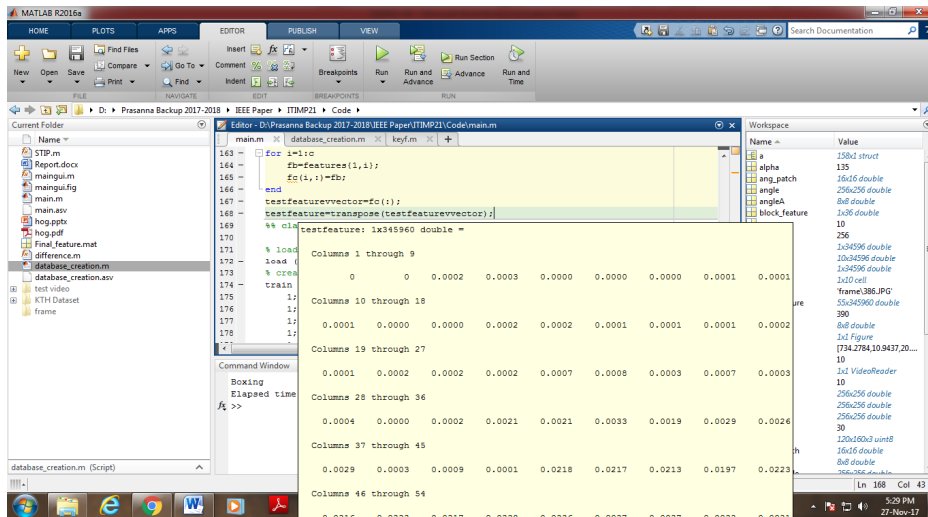 MATLAB R2016a
HOME PLOTS APPS EDITOR PUBLISH VIEW
Search Documentation
New Open Save
Find Files
Compare
Print
Go To
Find
Insert fx
Comment %
Indent
Breakpoints
Run
Run and Advance
Run Section
Advance
Run and Time
FILE NAVIGATE EDIT BREAKPOINTS RUN
D: Prasanna Backup 2017-2018 IEEE Paper ITIMP21 Code
Current Folder
Name
STIP.m
Report.docx
maingui.m
maingui.fig
main.m
main.asv
hog.pptx
hog.pdf
Final_feature.mat
difference.m
database_creation.m
database_creation.asv
test video
KTH Dataset
frame
database_creation.m (Script)
Editor - D:\Prasanna Backup 2017-2018\IEEE Paper\ITIMP21\Code\main.m
main.m database_creation.m keyf.m +
163 - for i=1:c
164 - fb=features{1,i};
165 - fc(i,:)=fb;
166 - end
167 - testfeaturevvector=fc(:);
168 - testfeature=transpose(testfeaturevvector);
169 %% cla
170
171 % load
172 - load (
173 % crea
174 - train
175 1;
176 1;
177 1;
178 1;
testfeature: 1x345960 double =
Columns 1 through 9
0 0 0.0002 0.0003 0.0000 0.0000 0.0000 0.0001 0.0001
Columns 10 through 18
0.0001 0.0000 0.0000 0.0002 0.0002 0.0001 0.0001 0.0001 0.0002
Columns 19 through 27
0.0001 0.0002 0.0002 0.0002 0.0007 0.0008 0.0003 0.0007 0.0003
Columns 28 through 36
0.0004 0.0000 0.0002 0.0021 0.0021 0.0033 0.0019 0.0029 0.0026
Columns 37 through 45
0.0029 0.0003 0.0009 0.0001 0.0218 0.0217 0.0213 0.0197 0.0223
Columns 46 through 54
Command Window
Boxing
Elapsed time
fx >>
Workspace
Name Value
a 158x1 struct
alpha 135
ang_patch 16x16 double
angle 256x256 double
angleA 8x8 double
block_feature 1x36 double
10
256
1x34596 double
10x34596 double
1x34596 double
1x10 cell
'frame\386.JPG'
ure 55x345960 double
390
8x8 double
1x1 Figure
[734.2784,10.9437,20....
10
1x1 VideoReader
10
256x256 double
256x256 double
256x256 double
30
120x160x3 uint8
h 16x16 double
8x8 double
256x256 double
Ln 168 Col 43
5:29 PM
27-Nov-17